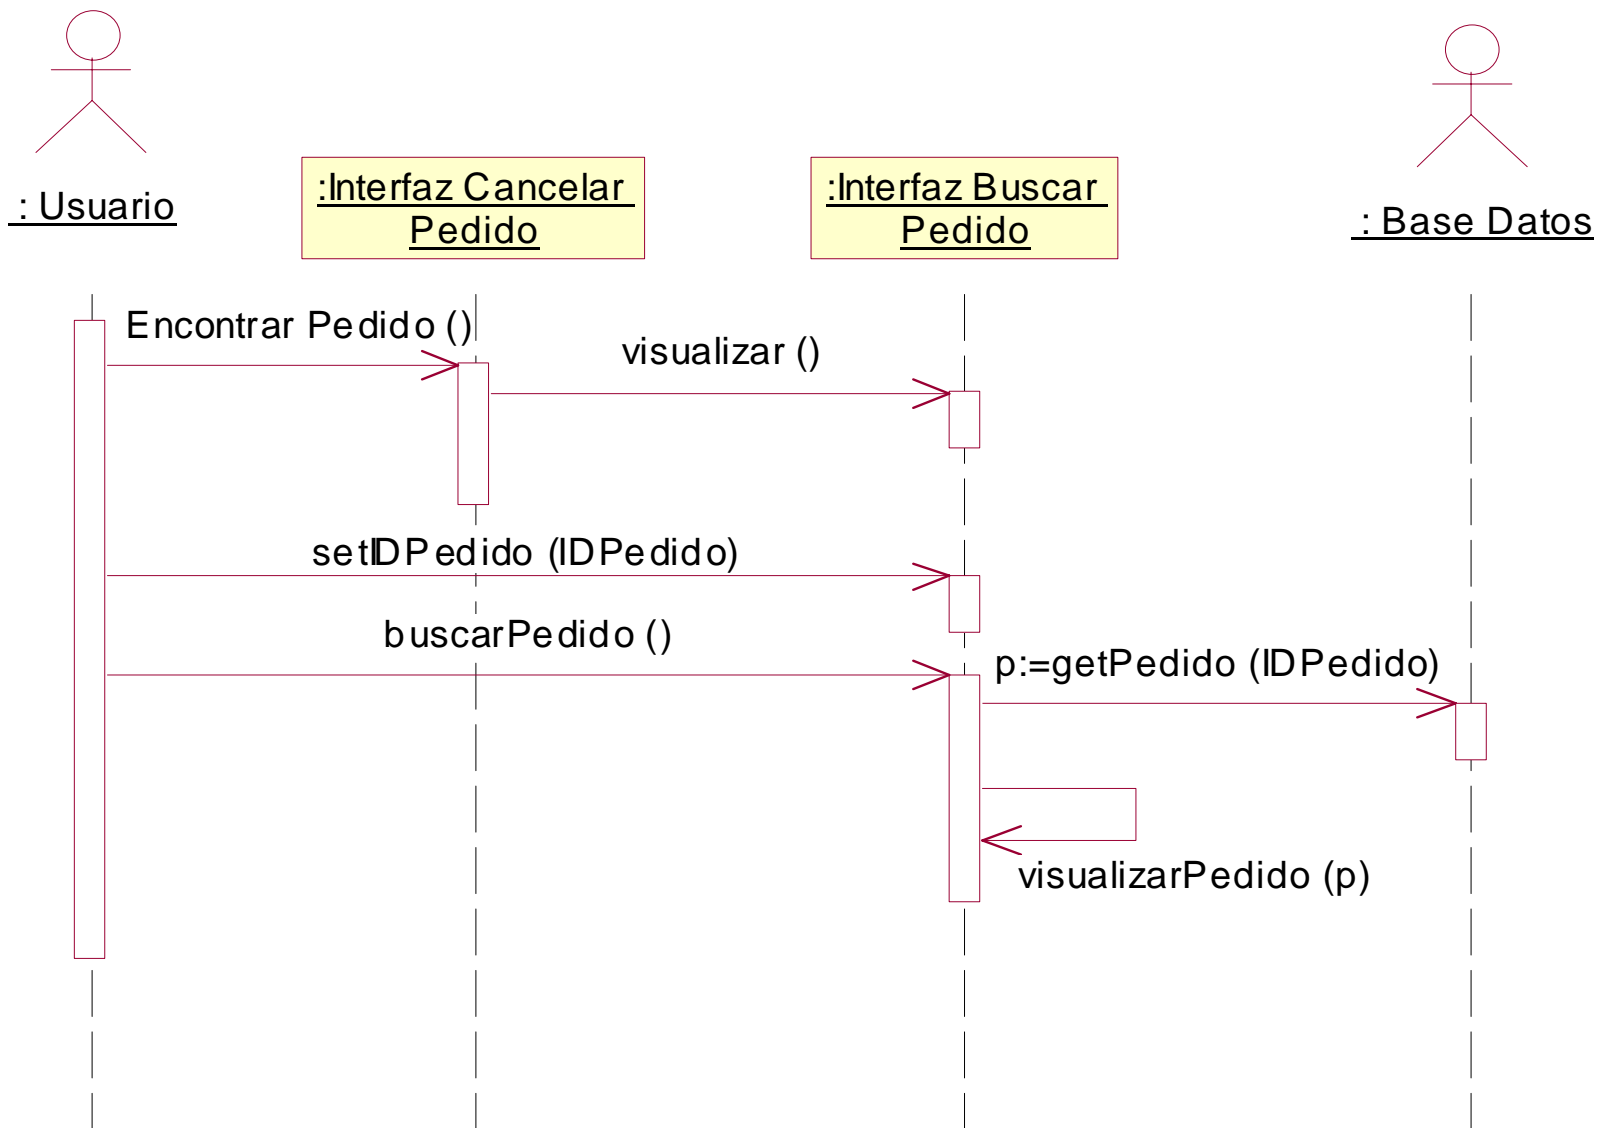 : Usuario
:Interfaz Cancelar
Pedido
:Interfaz Buscar
Pedido
: Base Datos
Encontrar Pedido ()
visualizar ()
setIDPedido (IDPedido)
buscarPedido ()
p:=getPedido (IDPedido)
visualizarPedido (p)